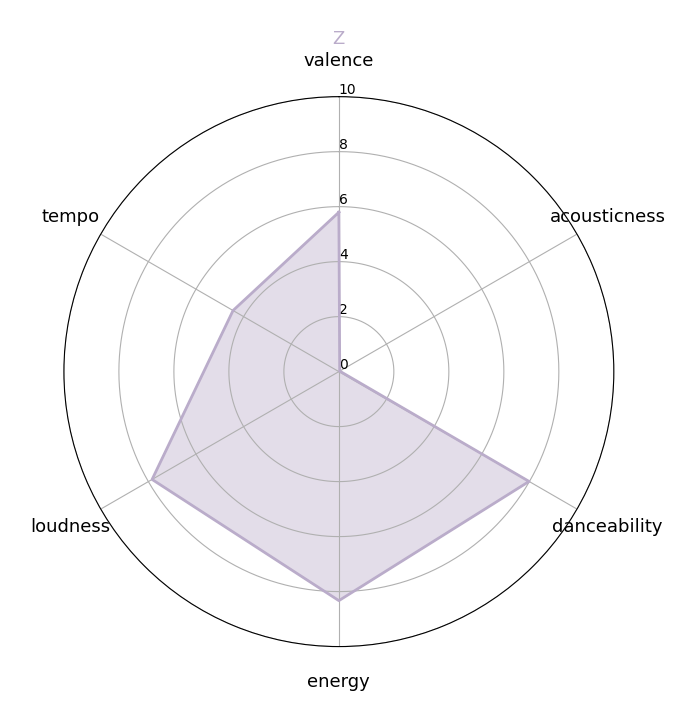 Z
valence
10
8
tempo
6
acousticness
4
2
0
loudness
danceability
energy